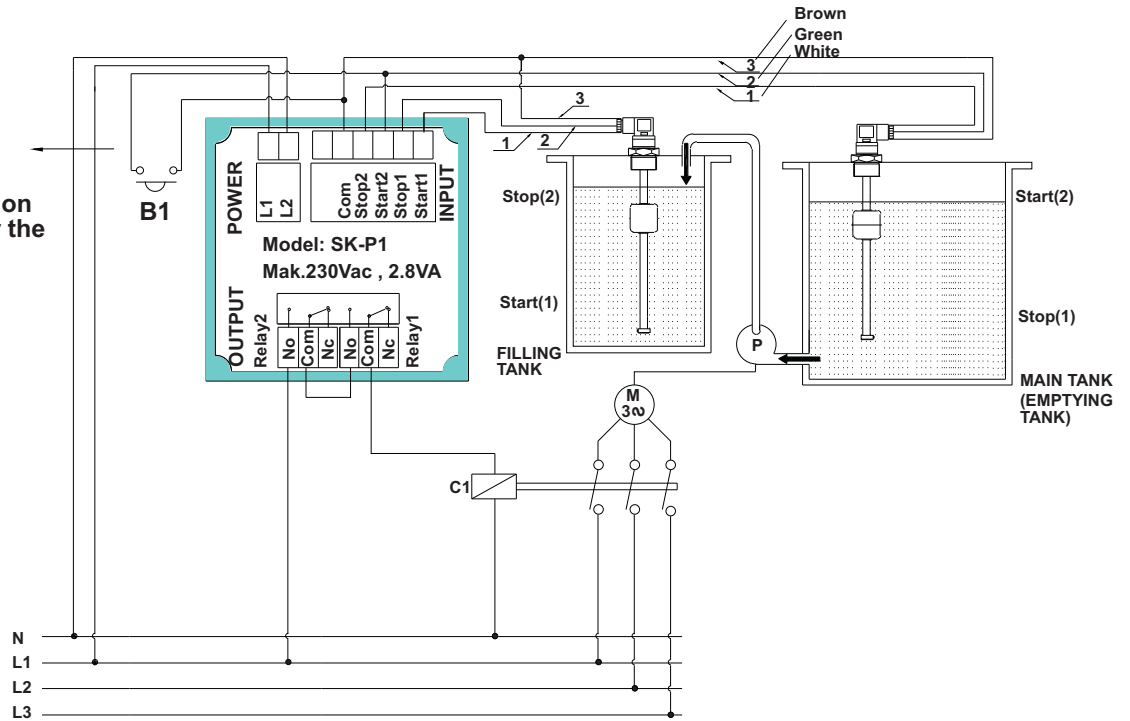 Brown
Green
White
3
2
1
3
1
2
on
the
B1
POWER
L1
L2
Com
Stop2
Start2
Stop1
Start1
INPUT
Model: SK-P1
Mak.230Vac , 2.8VA
OUTPUT
Relay2
No
Com
Nc
No
Com
Nc
Relay1
Stop(2)
Start(1)
FILLING
TANK
Start(2)
Stop(1)
MAIN TANK
(EMPTYING
TANK)
P
M
3∾
C1
N
L1
L2
L3